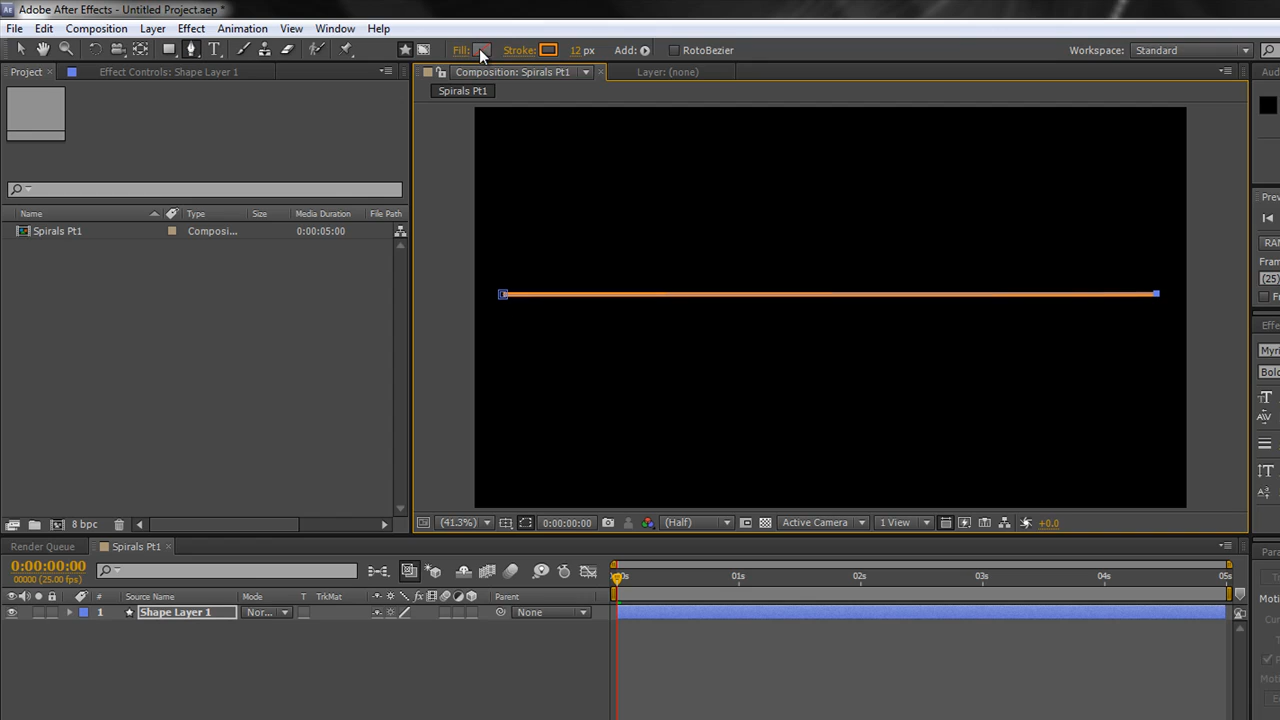 Adobe After Effects - Untitled Project.aep *
File Edit Composition Layer Effect Animation View Window Help
Fill: Stroke: 12 px Add: RotoBezier Workspace: Standard
Project Effect Controls: Shape Layer 1 Composition: Spirals Pt1 Layer: (none)
Spirals Pt1
Name Type Size Media Duration File Path
Spirals Pt1 Composi... 0:00:05:00
8 bpc (41.3%) 0:00:00:00 (Half) Active Camera 1 View +0.0
Render Queue Spirals Pt1
0:00:00:00
00000 (25.00 fps)
01s 02s 03s 04s 05s
# Source Name Mode T TrkMat Parent
1 Shape Layer 1 Nor... None
RAN
(25)